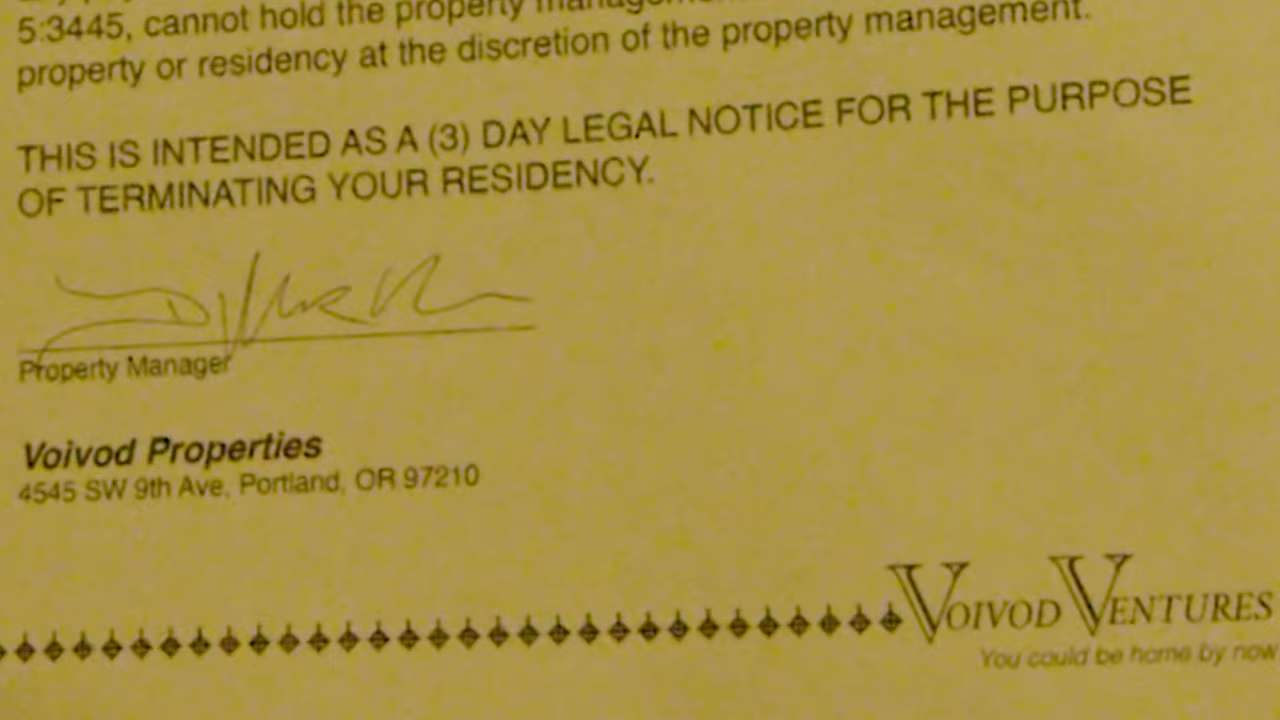 5:3445, cannot hold the property
property or residency at the discretion of the property management.
THIS IS INTENDED AS A (3) DAY LEGAL NOTICE FOR THE PURPOSE
OF TERMINATING YOUR RESIDENCY.
Property Manager
Voivod Properties
4545 SW 9th Ave, Portland, OR 97210
VOIVOD VENTURES
You could be home by now